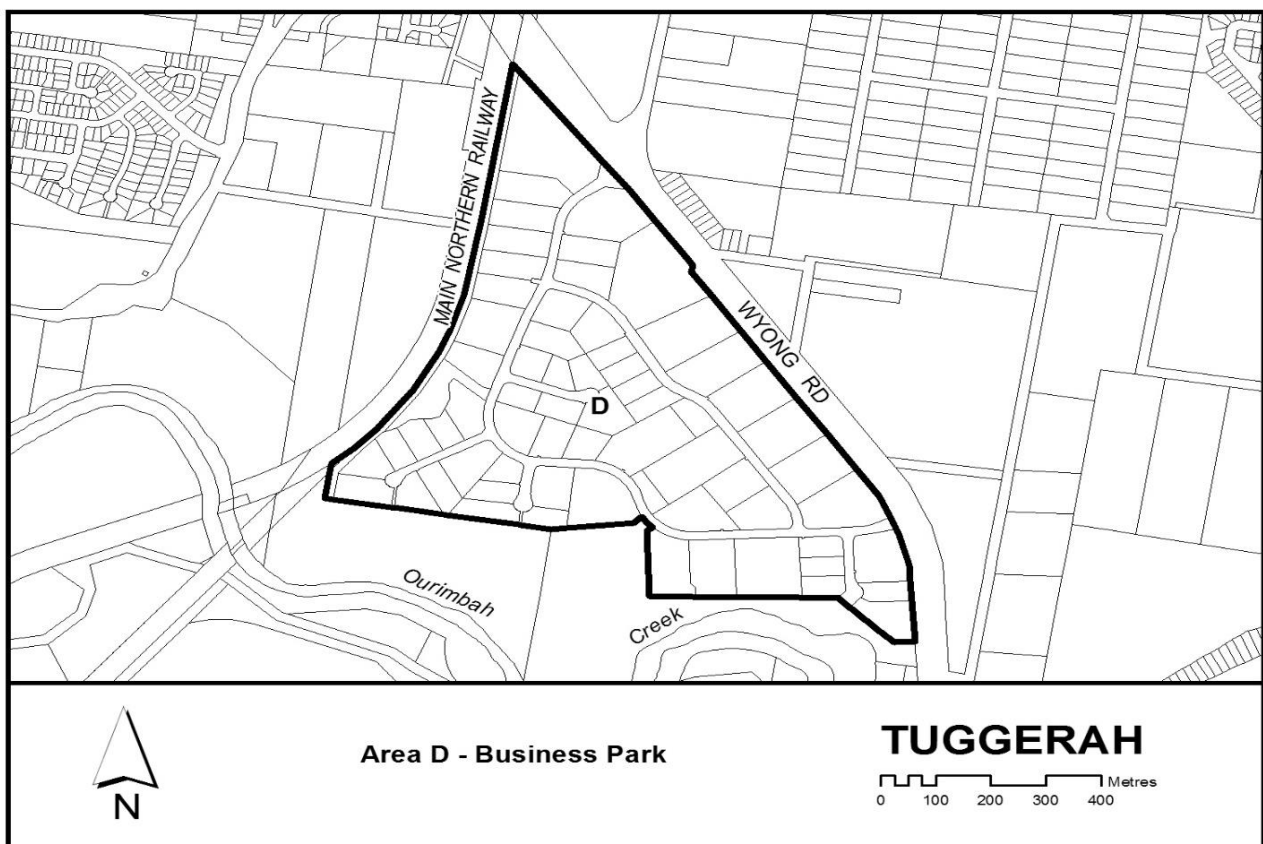 MAIN NORTHERN RAILWAY
WYONG RD
D
Ourimbah
Creek
N
Area D - Business Park
TUGGERAH
Metres
0 100 200 300 400